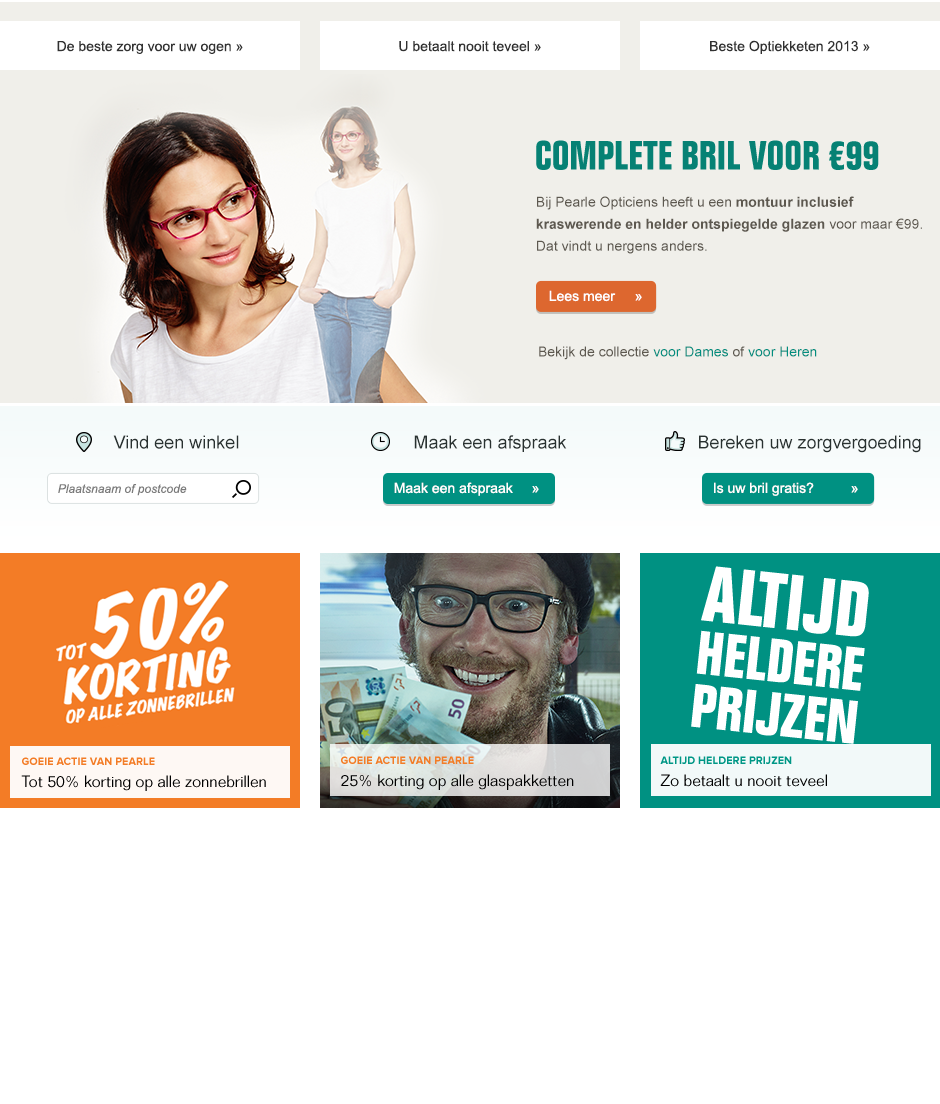 De beste zorg voor uw ogen »
U betaalt nooit teveel »
Beste Optiekketen 2013 »
COMPLETE BRIL VOOR €99
Bij Pearle Opticiens heeft u een montuur inclusief
kraswerende en helder ontspiegelde glazen voor maar €99.
Dat vindt u nergens anders.
Lees meer »
Bekijk de collectie voor Dames of voor Heren
Vind een winkel
Plaatsnaam of postcode
Maak een afspraak
Maak een afspraak »
Bereken uw zorgvergoeding
Is uw bril gratis? »
TOT 50%
KORTING
OP ALLE ZONNEBRILLEN
GOEIE ACTIE VAN PEARLE
Tot 50% korting op alle zonnebrillen
50
50
GOEIE ACTIE VAN PEARLE
25% korting op alle glaspakketten
ALTIJD
HELDERE
PRIJZEN
ALTIJD HELDERE PRIJZEN
Zo betaalt u nooit teveel